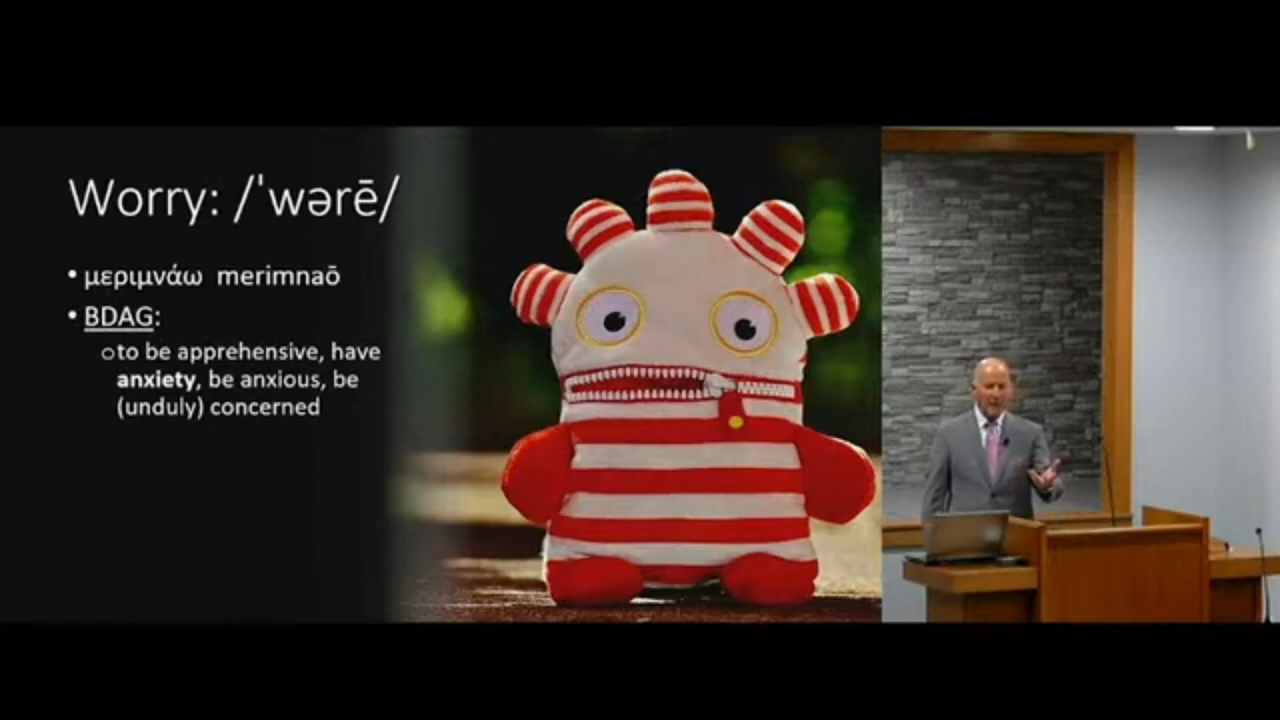 Worry: /ˈwərē/
• μεριμνάω merimnaō
• BDAG:
○to be apprehensive, have
anxiety, be anxious, be
(unduly) concerned